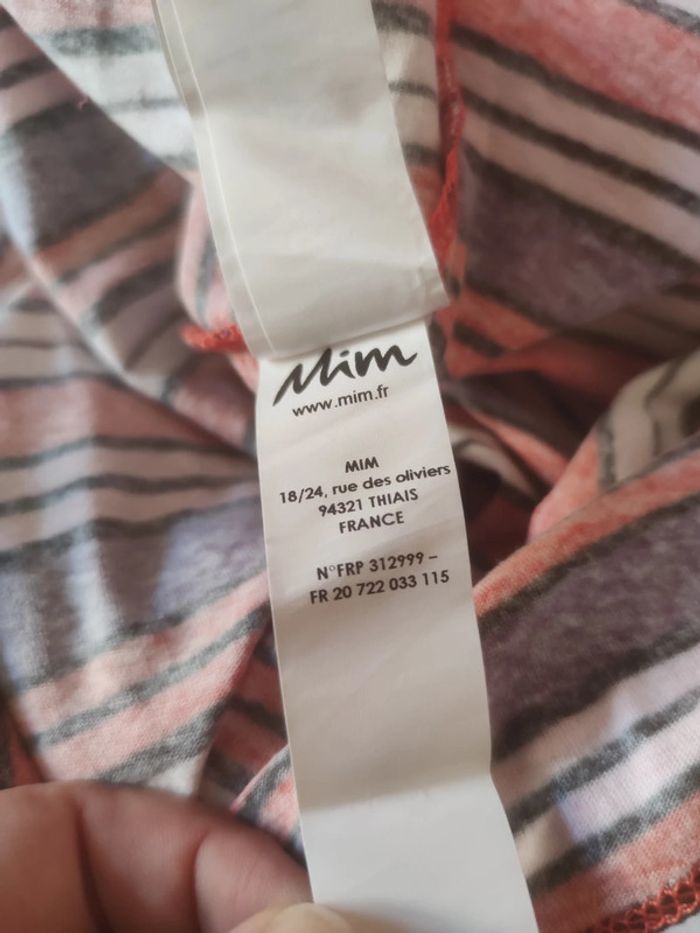 Mim
www.mim.fr
MIM
18/24, rue des oliviers
94321 THIAIS
FRANCE
N°FRP 312999 –
FR 20 722 033 115